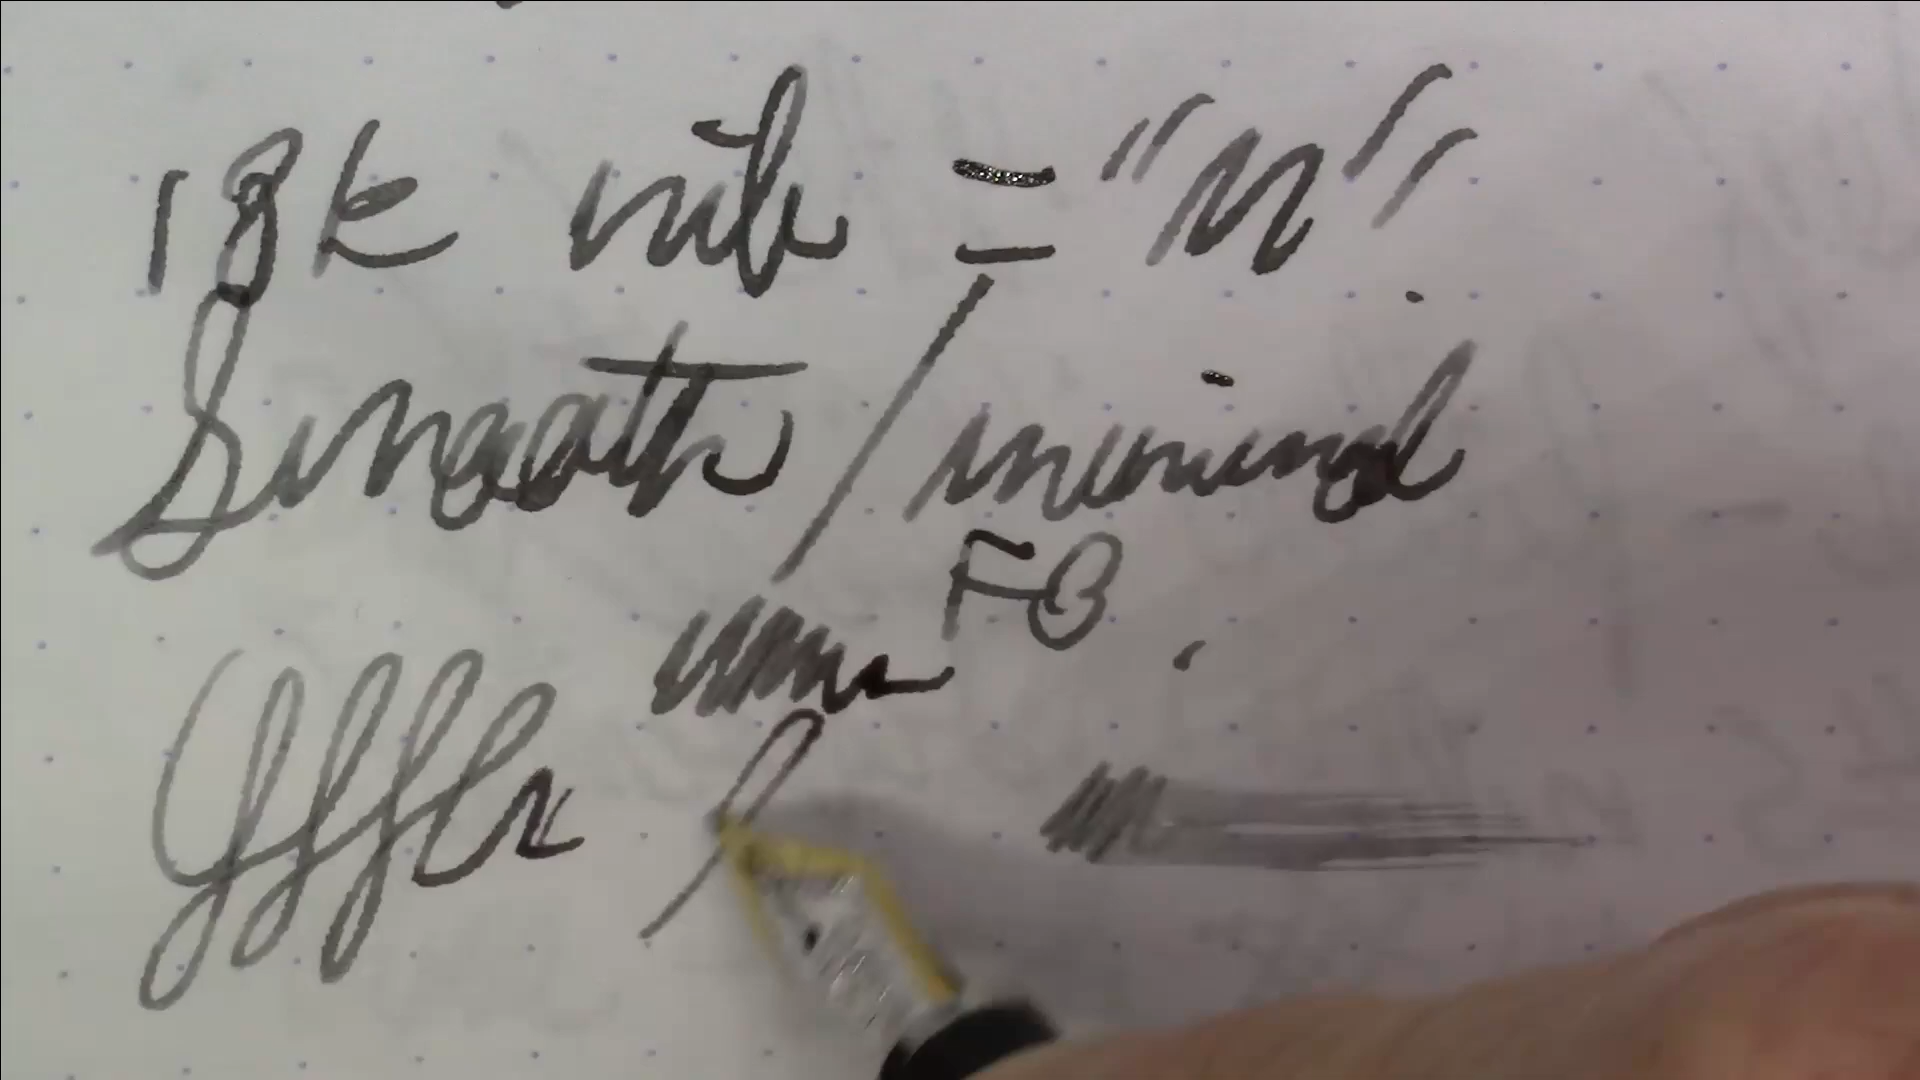 18k nib = "M".
Smooth / minimal
FB.